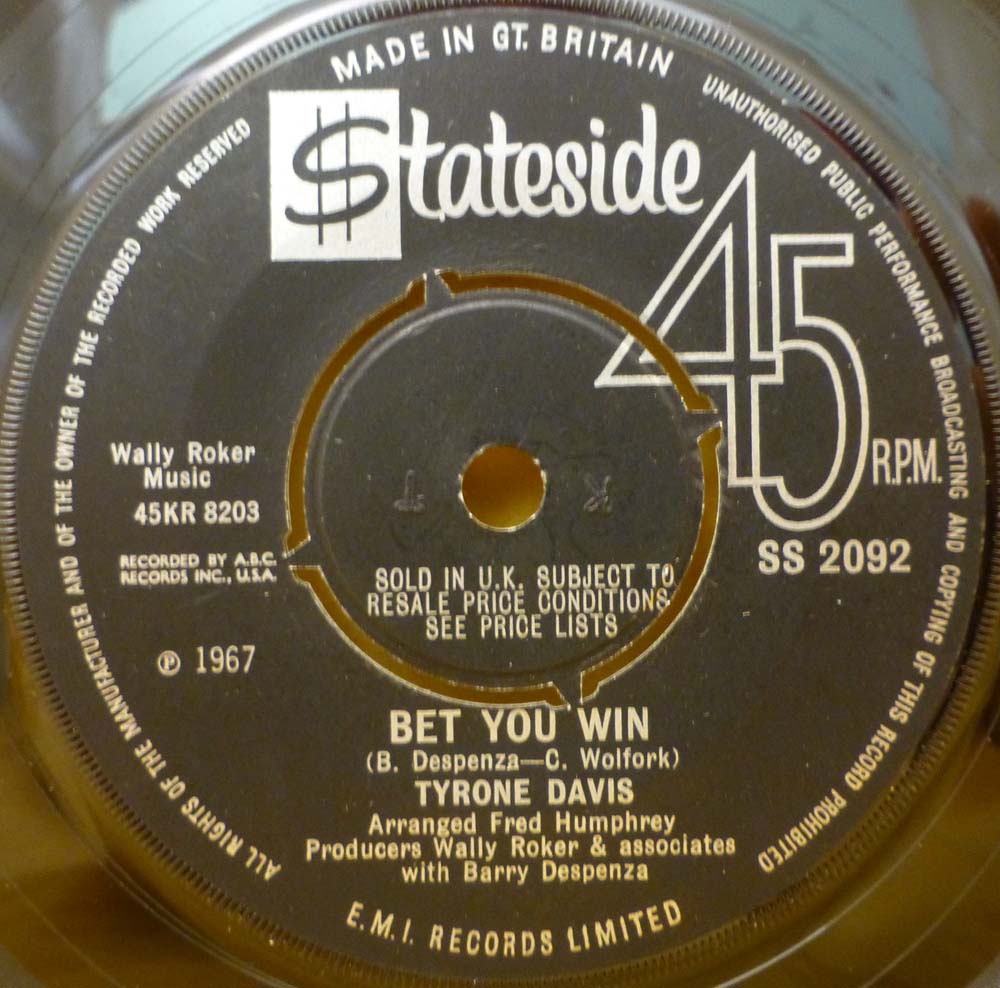 MADE IN GT. BRITAIN
UNAUTHORISED PUBLIC PERFORMANCE BROADCASTING AND COPYING OF THIS RECORD PROHIBITED
ALL RIGHTS OF THE MANUFACTURER AND OF THE OWNER OF THE RECORDED WORK RESERVED
$tateside
45
R.P.M.
Wally Roker
Music
45KR 8203
RECORDED BY A.B.C.
RECORDS INC., U.S.A.
℗ 1967
SS 2092
T K
SOLD IN U.K. SUBJECT TO
RESALE PRICE CONDITIONS
SEE PRICE LISTS
BET YOU WIN
(B. Despenza—C. Wolfork)
TYRONE DAVIS
Arranged Fred Humphrey
Producers Wally Roker & associates
with Barry Despenza
E.M.I. RECORDS LIMITED